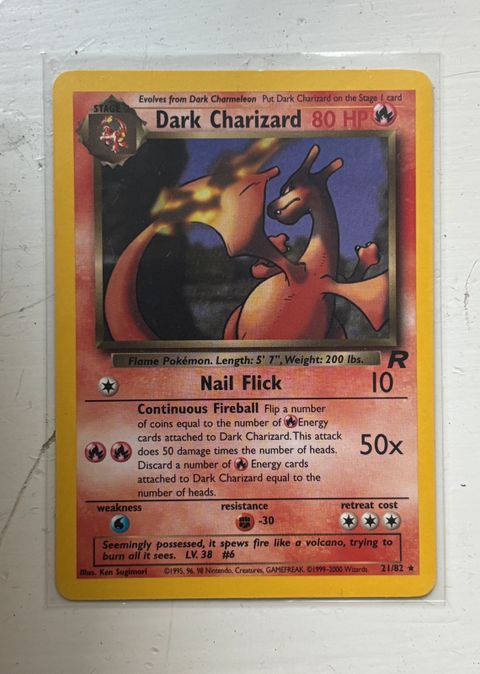 Evolves from Dark Charmeleon Put Dark Charizard on the Stage 1 card
STAGE
Dark Charizard 80 HP
Flame Pokémon. Length: 5' 7", Weight: 200 lbs.
R
Nail Flick 10
Continuous Fireball Flip a number
of coins equal to the number of Energy
cards attached to Dark Charizard. This attack
does 50 damage times the number of heads. 50x
Discard a number of Energy cards
attached to Dark Charizard equal to the
number of heads.
weakness resistance retreat cost
-30
Seemingly possessed, it spews fire like a volcano, trying to
burn all it sees. LV. 38 #6
Illus. Ken Sugimori ©1995, 96, 98 Nintendo, Creatures, GAMEFREAK. ©1999-2000 Wizards. 21/82